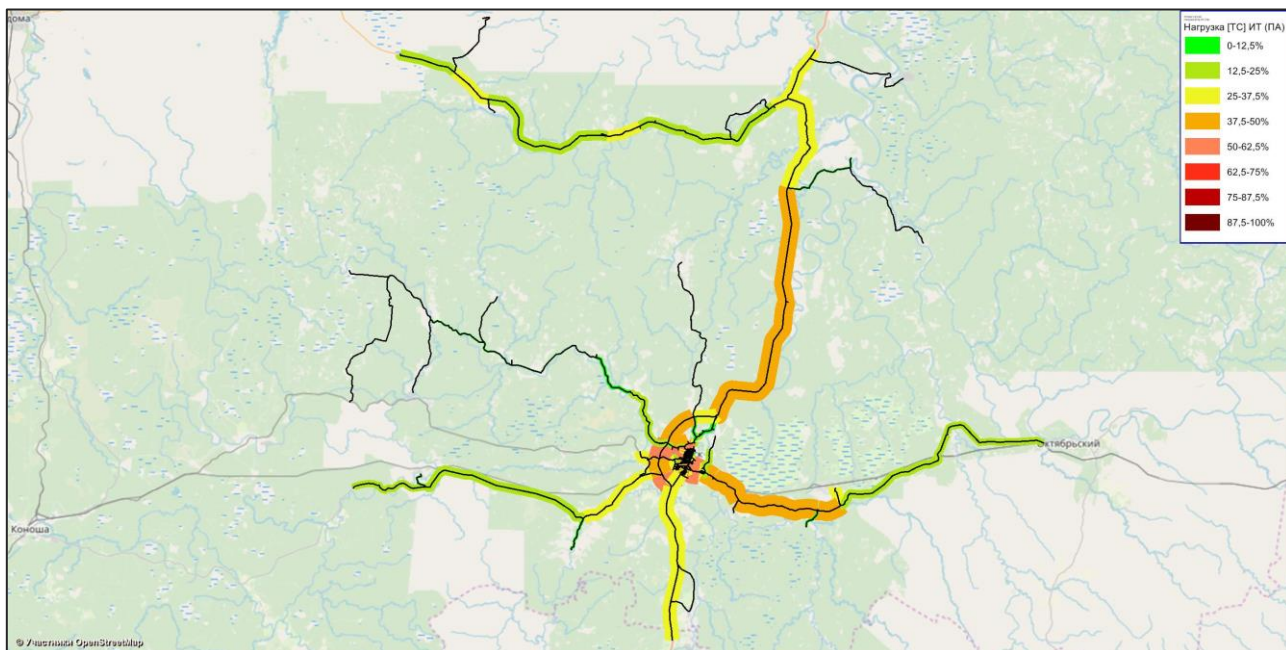 дома
Нагрузка [ТС] ИТ (ПА)
0-12,5%
12,5-25%
25-37,5%
37,5-50%
50-62,5%
62,5-75%
75-87,5%
87,5-100%
Октябрьский
Коноша
© Участники OpenStreetMap